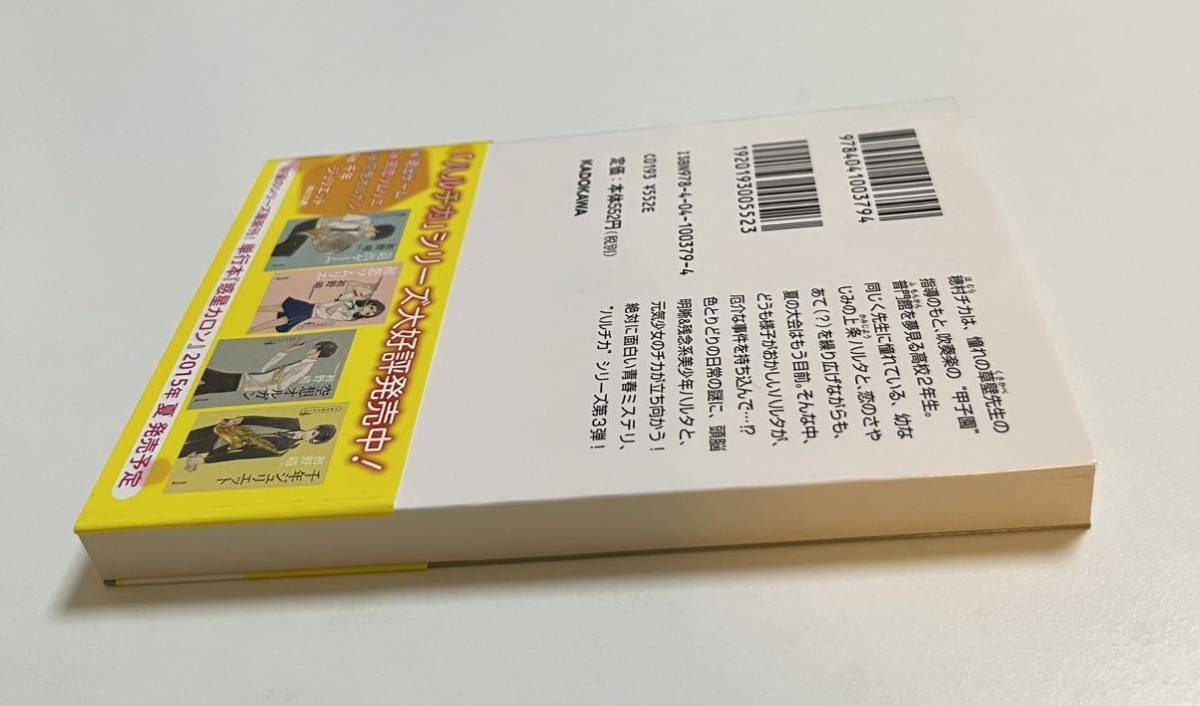 9784041003794
1920193005523
ISBN978-4-04-100379-4
C0193 ¥552E
定価：本体552円（税別）
KADOKAWA
穂村チカは、憧れの草壁先生の
指導のもと、吹奏楽の“甲子園”
普門館を夢見る高校2年生。
同じく先生に憧れている、幼な
じみの上条ハルタと、恋のさや
あて（？）を繰り広げながらも、
夏の大会はもう目前。そんな中、
どうも様子がおかしいハルタが、
厄介な事件を持ち込んで…!?
色とりどりの日常の謎に、頭脳
明晰&残念系美少年ハルタと、
元気少女のチカが立ち向かう！
絶対に面白い青春ミステリ、
“ハルチカ”シリーズ第3弾！
「ハルチカ」シリーズ大好評発売中！
退出ゲーム
初恋ソムリエ
空想オルガン
千年ジュリエット
単行本『惑星カロン』2015年 夏 発売予定